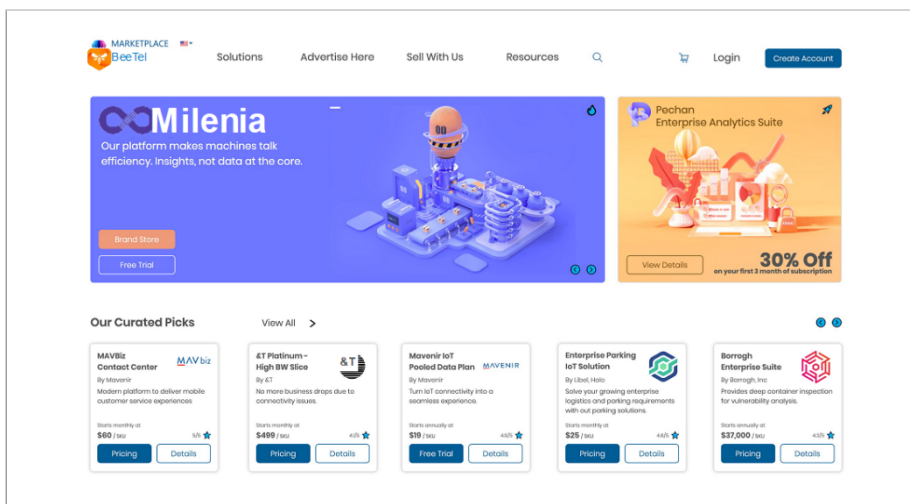 MARKETPLACE
BeeTel
Solutions
Advertise Here
Sell With Us
Resources
Login
Create Account
Milenia
Our platform makes machines talk
efficiency. Insights, not data at the core.
Brand Store
Free Trial
Pechan
Enterprise Analytics Suite
View Details
30% Off
on your first 3 month of subscription
Our Curated Picks
View All
MAVBiz
Contact Center
MAVbiz
By Mavenir
Modern platform to deliver mobile
customer service experiences
Starts monthly at
$60 / SKU
5/5
Pricing
Details
&T Platinum -
High BW Slice
&T
By &T
No more business drops due to
connectivity issues.
Starts monthly at
$499 / SKU
Pricing
Details
Mavenir IoT
Pooled Data Plan
MAVENIR
By Mavenir
Turn IoT connectivity into a
seamless experience.
Starts annually at
$19 / SKU
Free Trial
Details
Enterprise Parking
IoT Solution
By Libel, Halo
Solve your growing enterprise
logistics and parking requirements
with out parking solutions
Starts monthly at
$25 / SKU
Pricing
Details
Borrogh
Enterprise Suite
By Borrogh, Inc
Provides deep container inspection
for vulnerability analysis.
Starts annually at
$37,000 / SKU
Pricing
Details